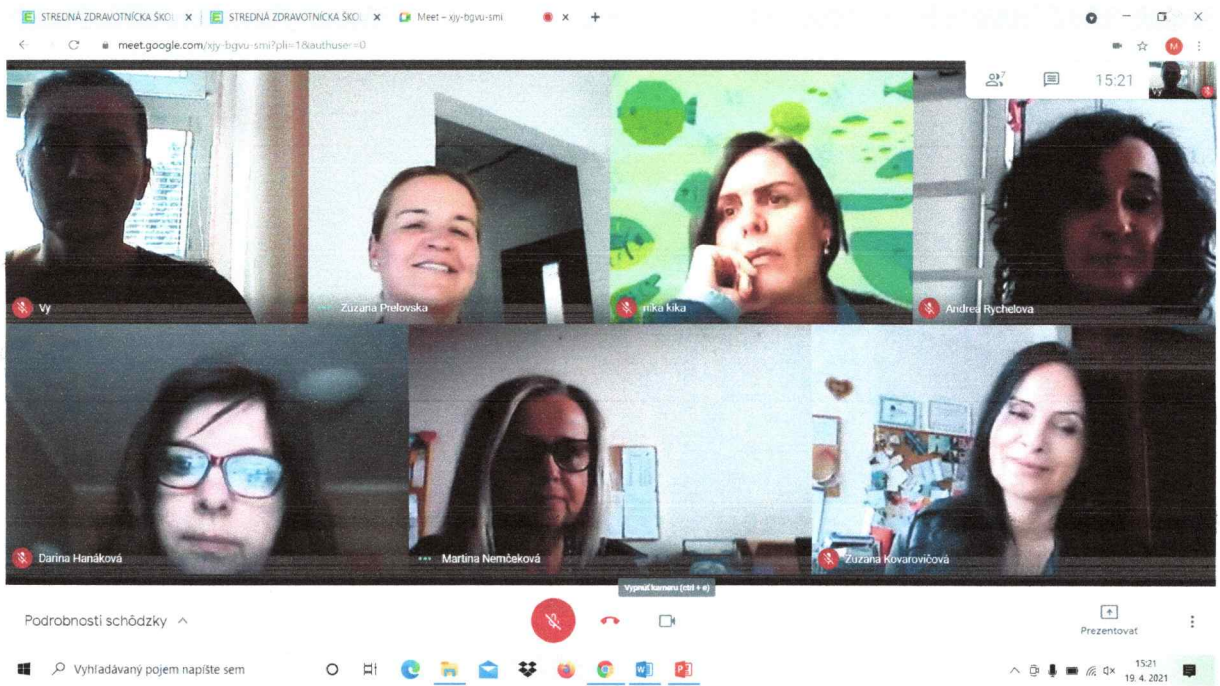 STREDNÁ ZDRAVOTNÍCKA ŠKOL
STREDNÁ ZDRAVOTNÍCKA ŠKOL
Meet – xjy-bgvu-smi
meet.google.com/xjy-bgvu-smi?pli=1&authuser=0
M
7
15:21
Vy
Vy
Zuzana Prelovska
nika kika
Andrea Rychelova
Darina Hanáková
Martina Nemčeková
Zuzana Kovarovičová
Vypnúť kameru (ctrl + e)
Podrobnosti schôdzky
Prezentovať
Vyhľadávaný pojem napíšte sem
15:21
19. 4. 2021